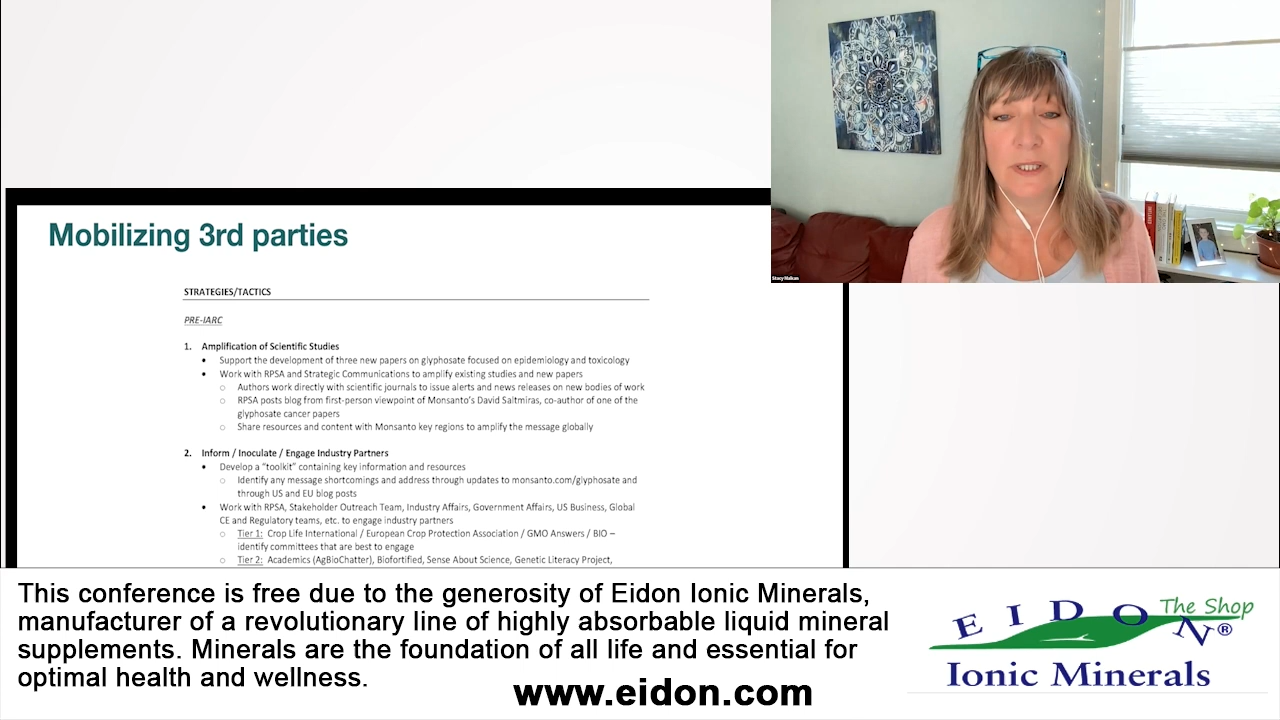 Stacy Malkan
Mobilizing 3rd parties
STRATEGIES/TACTICS
PRE-IARC
1. Amplification of Scientific Studies
• Support the development of three new papers on glyphosate focused on epidemiology and toxicology
• Work with RPSA and Strategic Communications to amplify existing studies and new papers
○ Authors work directly with scientific journals to issue alerts and news releases on new bodies of work
○ RPSA posts blog from first-person viewpoint of Monsanto's David Saltmiras, co-author of one of the
glyphosate cancer papers
○ Share resources and content with Monsanto key regions to amplify the message globally
2. Inform / Inoculate / Engage Industry Partners
• Develop a "toolkit" containing key information and resources
○ Identify any message shortcomings and address through updates to monsanto.com/glyphosate and
through US and EU blog posts
• Work with RPSA, Stakeholder Outreach Team, Industry Affairs, Government Affairs, US Business, Global
CE and Regulatory teams, etc. to engage industry partners
○ Tier 1: Crop Life International / European Crop Protection Association / GMO Answers / BIO –
identify committees that are best to engage
○ Tier 2: Academics (AgBioChatter), Biofortified, Sense About Science, Genetic Literacy Project,
This conference is free due to the generosity of Eidon Ionic Minerals,
manufacturer of a revolutionary line of highly absorbable liquid mineral
supplements. Minerals are the foundation of all life and essential for
optimal health and wellness.
www.eidon.com
EIDON® The Shop
Ionic Minerals